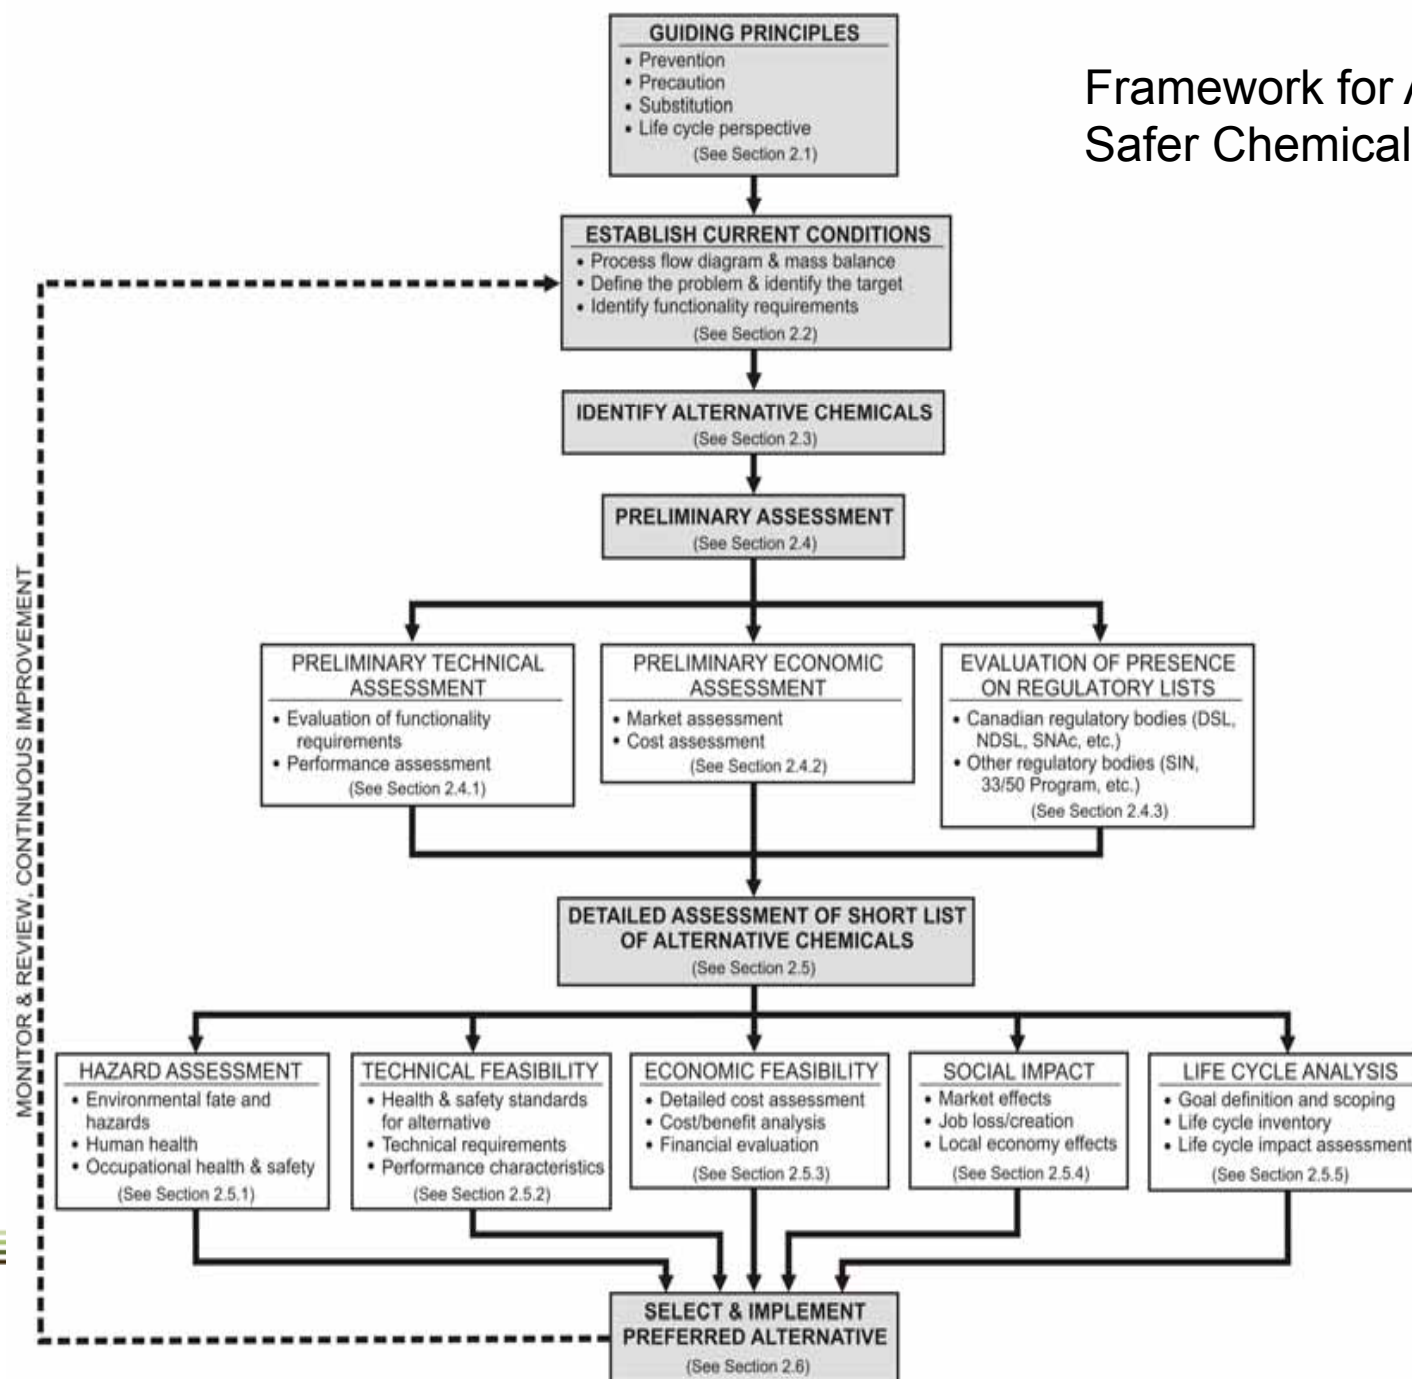 Framework for A
Safer Chemical
GUIDING PRINCIPLES
• Prevention
• Precaution
• Substitution
• Life cycle perspective
(See Section 2.1)
ESTABLISH CURRENT CONDITIONS
• Process flow diagram & mass balance
• Define the problem & identify the target
• Identify functionality requirements
(See Section 2.2)
IDENTIFY ALTERNATIVE CHEMICALS
(See Section 2.3)
PRELIMINARY ASSESSMENT
(See Section 2.4)
PRELIMINARY TECHNICAL
ASSESSMENT
• Evaluation of functionality
requirements
• Performance assessment
(See Section 2.4.1)
PRELIMINARY ECONOMIC
ASSESSMENT
• Market assessment
• Cost assessment
(See Section 2.4.2)
EVALUATION OF PRESENCE
ON REGULATORY LISTS
• Canadian regulatory bodies (DSL,
NDSL, SNAc, etc.)
• Other regulatory bodies (SIN,
33/50 Program, etc.)
(See Section 2.4.3)
DETAILED ASSESSMENT OF SHORT LIST
OF ALTERNATIVE CHEMICALS
(See Section 2.5)
HAZARD ASSESSMENT
• Environmental fate and
hazards
• Human health
• Occupational health & safety
(See Section 2.5.1)
TECHNICAL FEASIBILITY
• Health & safety standards
for alternative
• Technical requirements
• Performance characteristics
(See Section 2.5.2)
ECONOMIC FEASIBILITY
• Detailed cost assessment
• Cost/benefit analysis
• Financial evaluation
(See Section 2.5.3)
SOCIAL IMPACT
• Market effects
• Job loss/creation
• Local economy effects
(See Section 2.5.4)
LIFE CYCLE ANALYSIS
• Goal definition and scoping
• Life cycle inventory
• Life cycle impact assessment
(See Section 2.5.5)
SELECT & IMPLEMENT
PREFERRED ALTERNATIVE
(See Section 2.6)
MONITOR & REVIEW, CONTINUOUS IMPROVEMENT